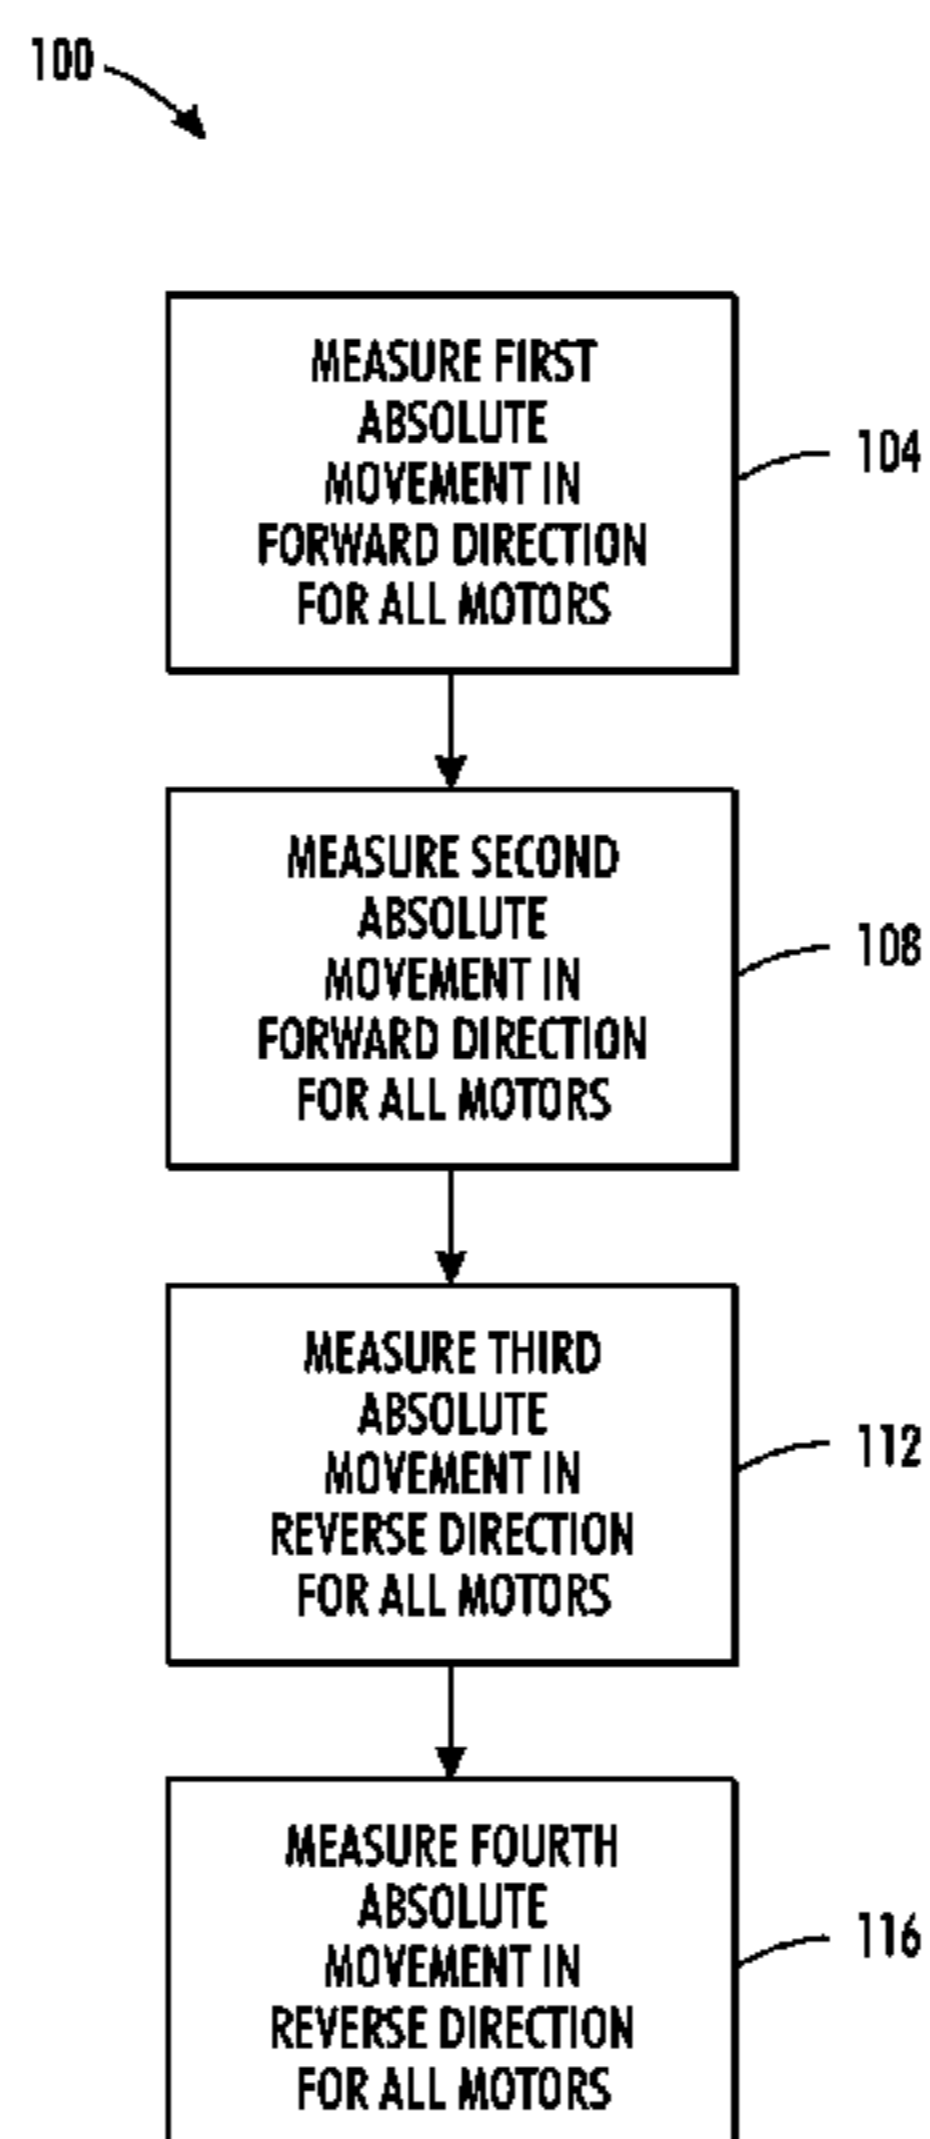 100
MEASURE FIRST
ABSOLUTE
MOVEMENT IN
FORWARD DIRECTION
FOR ALL MOTORS
104
MEASURE SECOND
ABSOLUTE
MOVEMENT IN
FORWARD DIRECTION
FOR ALL MOTORS
108
MEASURE THIRD
ABSOLUTE
MOVEMENT IN
REVERSE DIRECTION
FOR ALL MOTORS
112
MEASURE FOURTH
ABSOLUTE
MOVEMENT IN
REVERSE DIRECTION
FOR ALL MOTORS
116